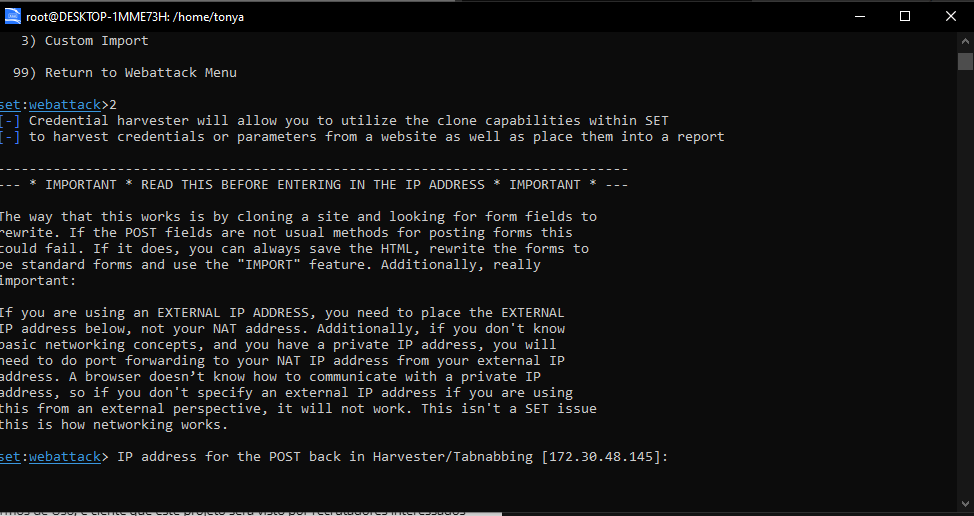 root@DESKTOP-1MME73H: /home/tonya
3) Custom Import
99) Return to Webattack Menu
set:webattack>2
[-] Credential harvester will allow you to utilize the clone capabilities within SET
[-] to harvest credentials or parameters from a website as well as place them into a report
-------------------------------------------------------------------------------
--- * IMPORTANT * READ THIS BEFORE ENTERING IN THE IP ADDRESS * IMPORTANT * ---
The way that this works is by cloning a site and looking for form fields to
rewrite. If the POST fields are not usual methods for posting forms this
could fail. If it does, you can always save the HTML, rewrite the forms to
be standard forms and use the "IMPORT" feature. Additionally, really
important:
If you are using an EXTERNAL IP ADDRESS, you need to place the EXTERNAL
IP address below, not your NAT address. Additionally, if you don't know
basic networking concepts, and you have a private IP address, you will
need to do port forwarding to your NAT IP address from your external IP
address. A browser doesn’t know how to communicate with a private IP
address, so if you don't specify an external IP address if you are using
this from an external perspective, it will not work. This isn't a SET issue
this is how networking works.
set:webattack> IP address for the POST back in Harvester/Tabnabbing [172.30.48.145]: